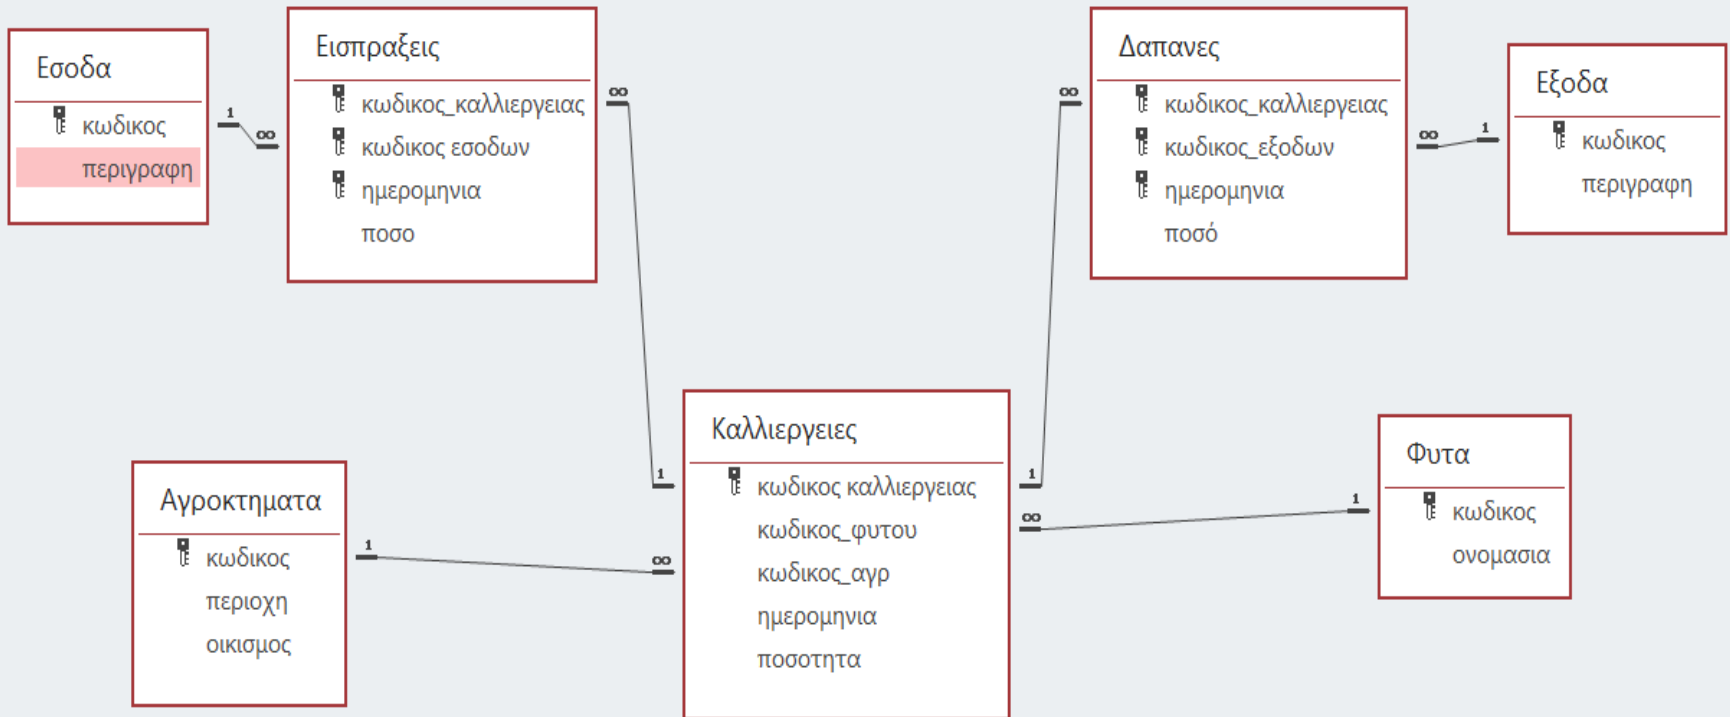 Εσοδα
κωδικος
περιγραφη
Εισπραξεις
κωδικος_καλλιεργειας
κωδικος εσοδων
ημερομηνια
ποσο
Δαπανες
κωδικος_καλλιεργειας
κωδικος_εξοδων
ημερομηνια
ποσό
Εξοδα
κωδικος
περιγραφη
1
∞
∞
∞
∞
1
Αγροκτηματα
κωδικος
περιοχη
οικισμος
Καλλιεργειες
κωδικος καλλιεργειας
κωδικος_φυτου
κωδικος_αγρ
ημερομηνια
ποσοτητα
Φυτα
κωδικος
ονομασια
1
1
1
∞
∞
1